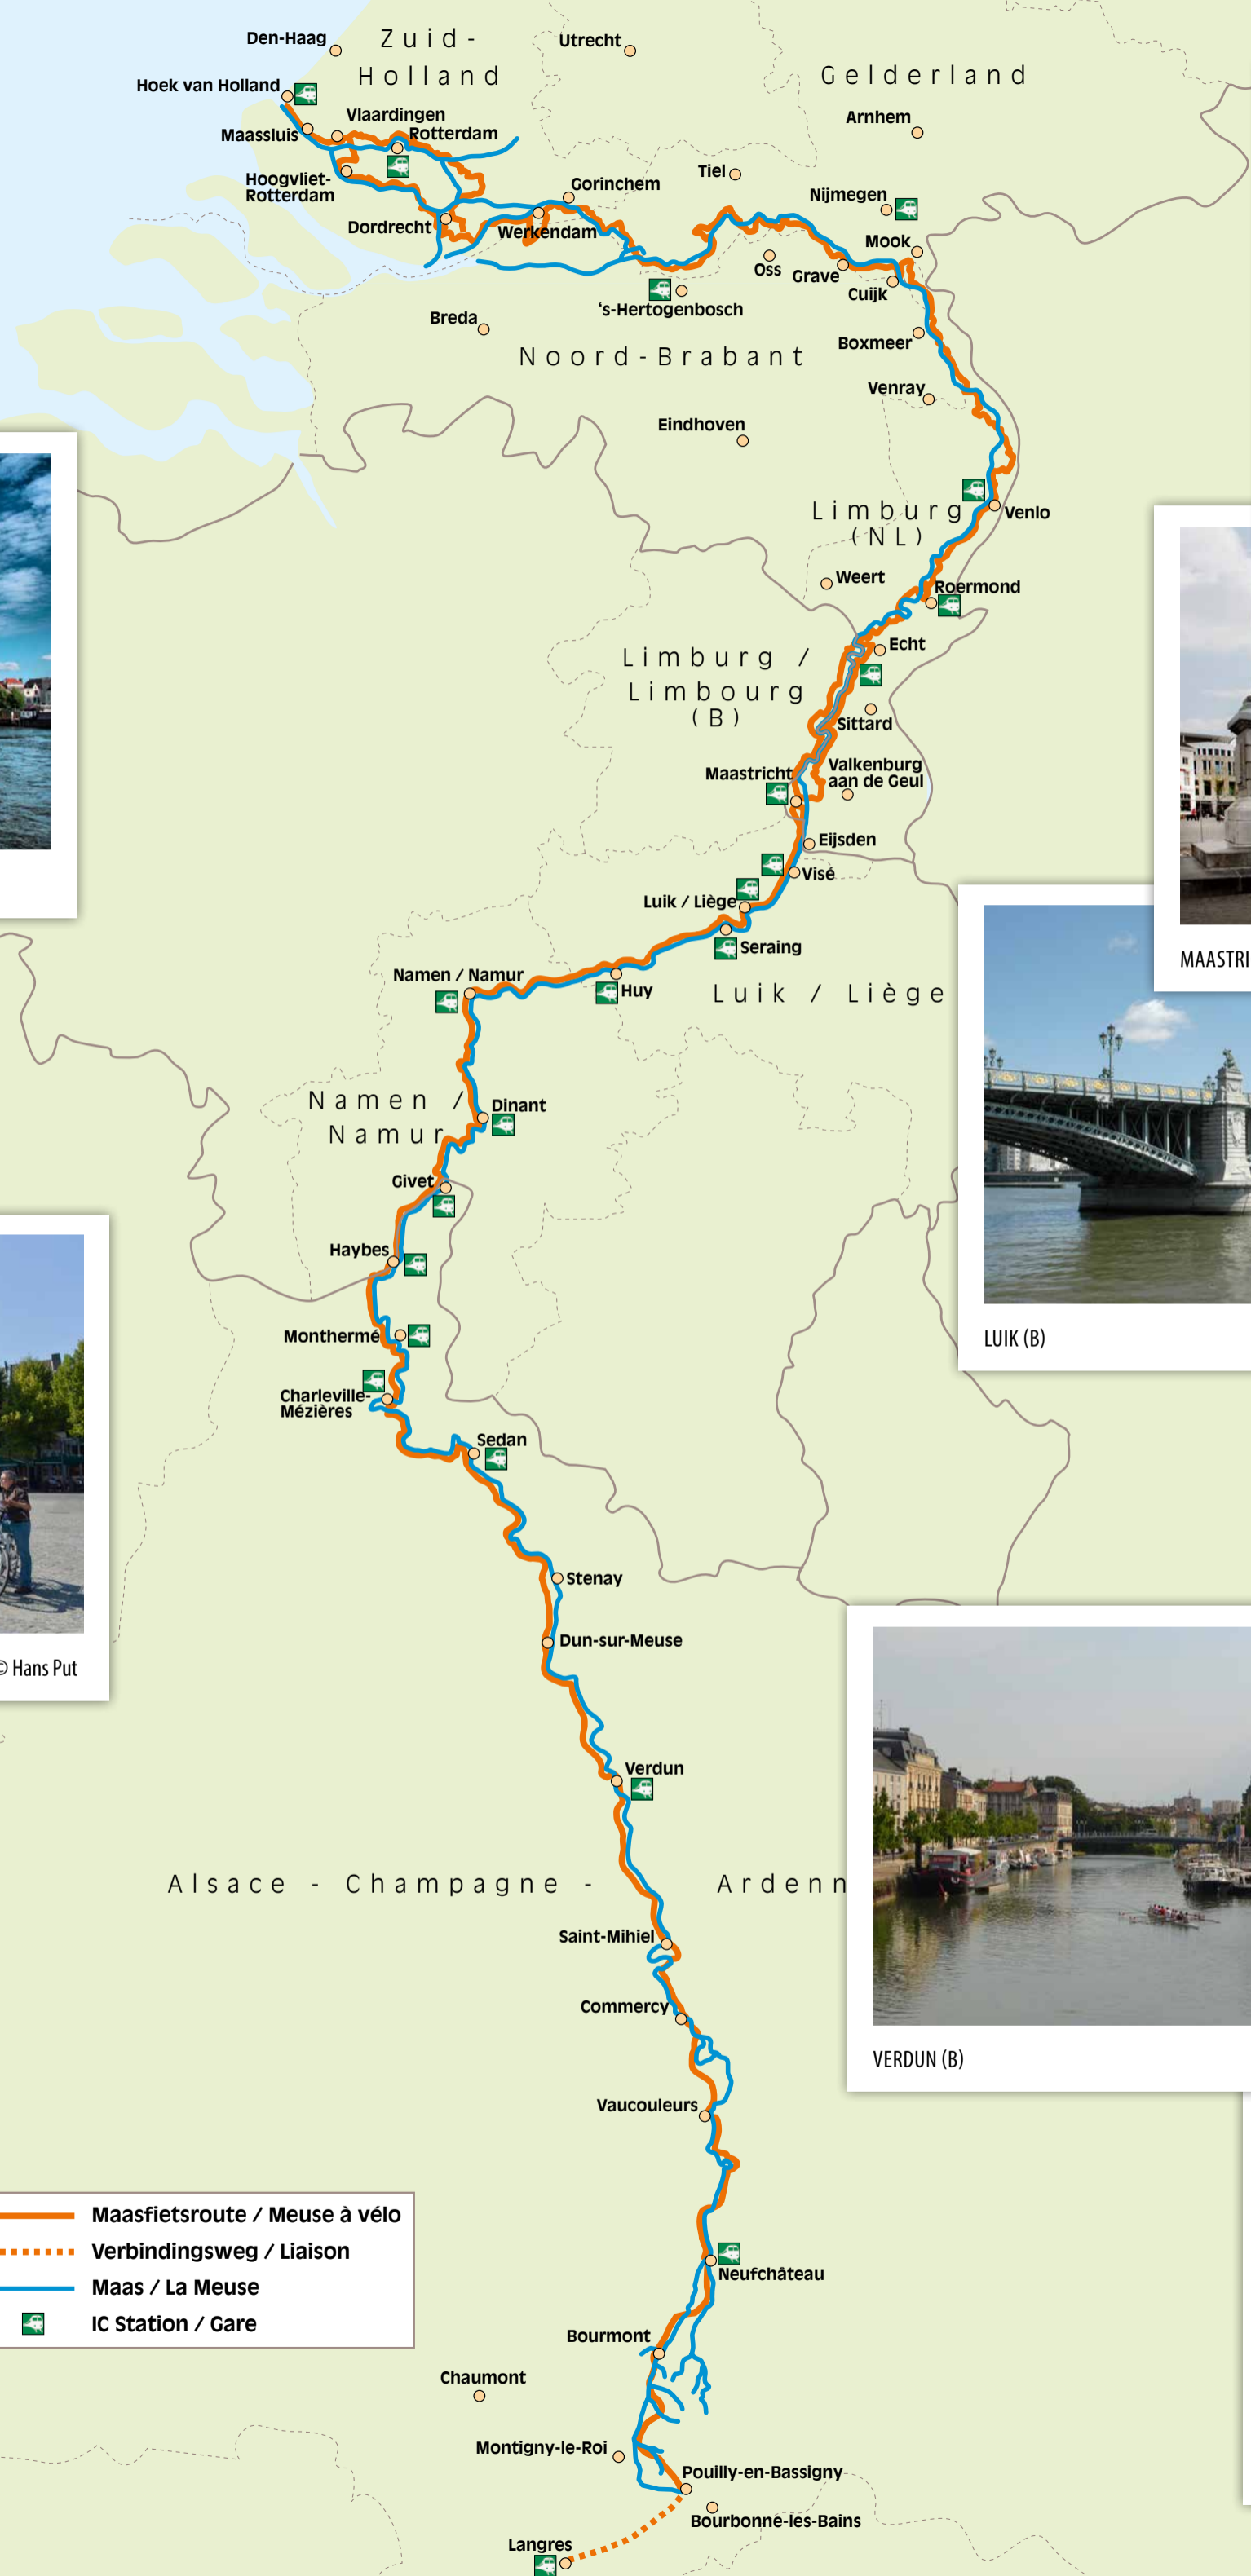 Den-Haag
Zuid-
Holland
Utrecht
Gelderland
Hoek van Holland
Vlaardingen
Maassluis
Rotterdam
Arnhem
Hoogvliet-
Rotterdam
Gorinchem
Tiel
Nijmegen
Dordrecht
Werkendam
Mook
Oss
Grave
Cuijk
's-Hertogenbosch
Breda
Boxmeer
Noord-Brabant
Venray
Eindhoven
Limburg
(NL)
Venlo
Weert
Roermond
Echt
Limburg /
Limbourg
(B)
Sittard
Maastricht
Valkenburg
aan de Geul
Eijsden
Visé
Luik / Liège
Seraing
MAASTRI
Namen / Namur
Huy
Luik / Liège
Namen /
Namur
Dinant
Givet
Haybes
Monthermé
LUIK (B)
Charleville-
Mézières
Sedan
Stenay
Dun-sur-Meuse
© Hans Put
Verdun
Alsace - Champagne - Ardenn
Saint-Mihiel
Commercy
VERDUN (B)
Vaucouleurs
Maasfietsroute / Meuse à vélo
Verbindingsweg / Liaison
Maas / La Meuse
IC Station / Gare
Neufchâteau
Bourmont
Chaumont
Montigny-le-Roi
Pouilly-en-Bassigny
Bourbonne-les-Bains
Langres